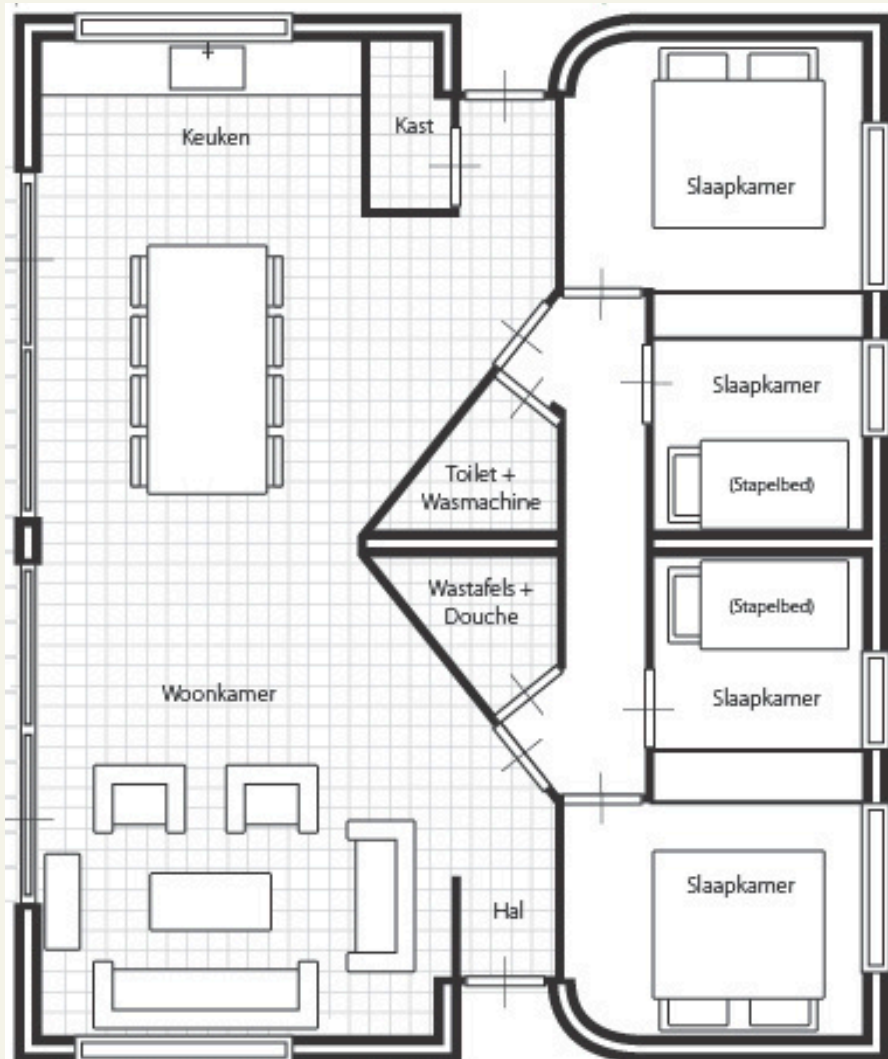 Keuken
Kast
Slaapkamer
Slaapkamer
(Stapelbed)
Toilet +
Wasmachine
Wastafels +
Douche
(Stapelbed)
Woonkamer
Slaapkamer
Slaapkamer
Hal